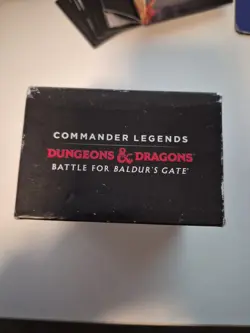 COMMANDER LEGENDS
DUNGEONS & DRAGONS
BATTLE FOR BALDUR'S GATE